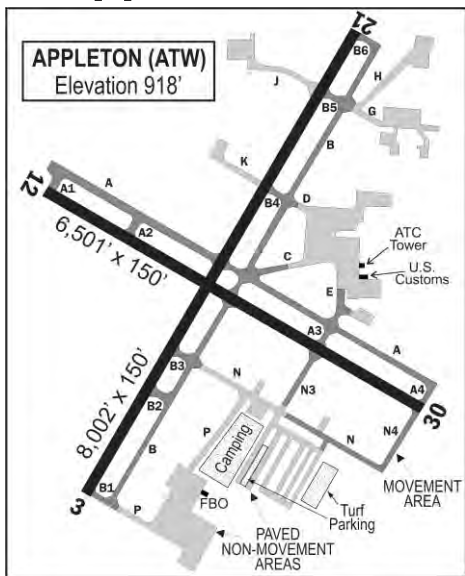 APPLETON (ATW)
Elevation 918'
21
B6
H
J
B5
G
B
K
B4
D
12
A1
A
A2
6,501' x 150'
C
ATC
Tower
U.S.
Customs
E
A3
A
B3
N
N3
A4
30
B2
8,002' x 150'
P
Camping
N4
N
B
B1
3
P
FBO
Turf
Parking
MOVEMENT
AREA
PAVED
NON-MOVEMENT
AREAS